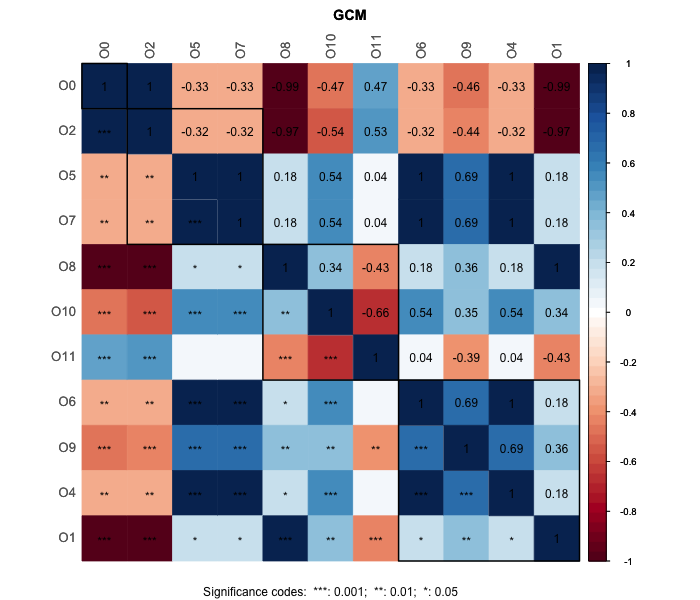 GCM
O0 O2 O5 O7 O8 O10 O11 O6 O9 O4 O1
O0 1 1 -0.33 -0.33 -0.99 -0.47 0.47 -0.33 -0.46 -0.33 -0.99 1
O2 *** 1 -0.32 -0.32 -0.97 -0.54 0.53 -0.32 -0.44 -0.32 -0.97 0.8
O5 ** ** 1 1 0.18 0.54 0.04 1 0.69 1 0.18 0.6
O7 ** ** *** 1 0.18 0.54 0.04 1 0.69 1 0.18 0.4
O8 *** *** * * 1 0.34 -0.43 0.18 0.36 0.18 1 0.2
O10 *** *** *** *** ** 1 -0.66 0.54 0.35 0.54 0.34 0
O11 *** *** *** *** 1 0.04 -0.39 0.04 -0.43 -0.2
O6 ** ** *** *** * *** 1 0.69 1 0.18 -0.4
O9 *** *** *** *** ** ** ** *** 1 0.69 0.36 -0.6
O4 ** ** *** *** * *** *** *** 1 0.18 -0.8
O1 *** *** * * *** ** *** * ** * 1 -1
Significance codes: ***: 0.001; **: 0.01; *: 0.05